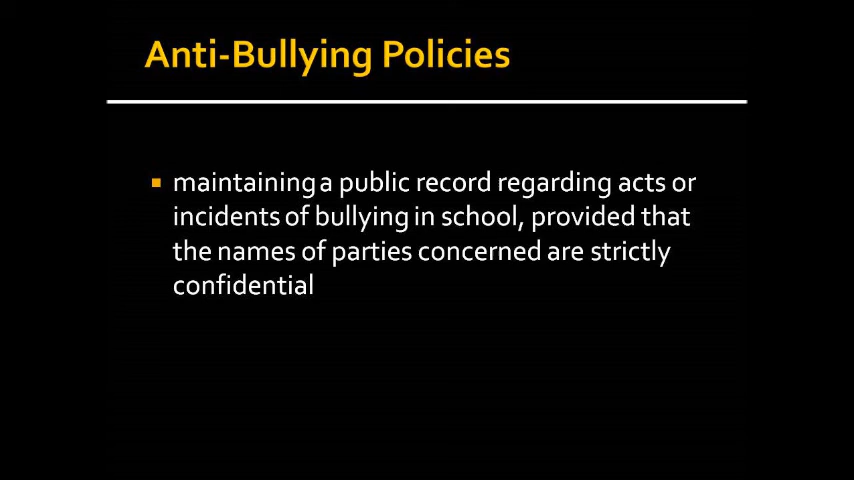 Anti-Bullying Policies
maintaining a public record regarding acts or
incidents of bullying in school, provided that
the names of parties concerned are strictly
confidential